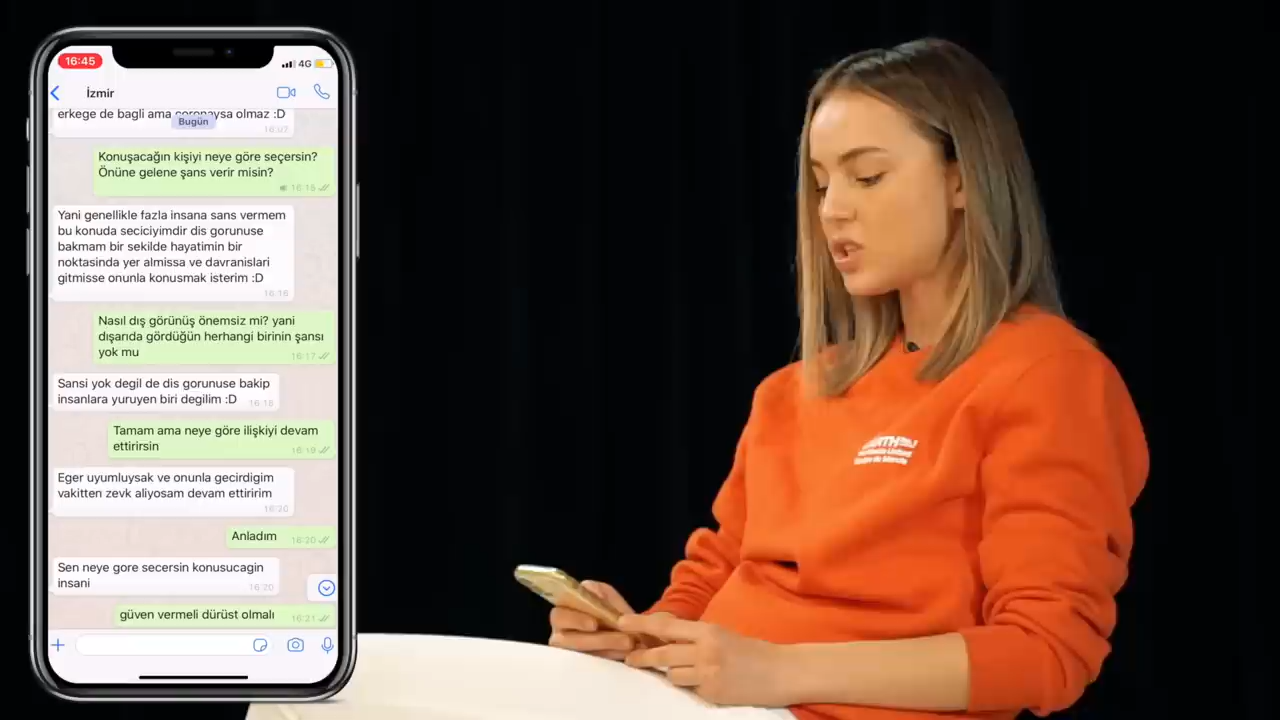 16:45
4G
İzmir
erkege de bagli ama coronaysa olmaz :D
16:07
Bugün
Konuşacağın kişiyi neye göre seçersin?
Önüne gelene şans verir misin?
Yani genellikle fazla insana sans vermem
bu konuda seciciyimdir dis gorunuse
bakmam bir sekilde hayatimin bir
noktasinda yer almissa ve davranislari
gitmisse onunla konusmak isterim :D
16:16
Nasıl dış görünüş önemsiz mi? yani
dışarıda gördüğün herhangi birinin şansı
yok mu
16:17
Sansi yok degil de dis gorunuse bakip
insanlara yuruyen biri degilim :D
16:18
Tamam ama neye göre ilişkiyi devam
ettirirsin
16:19
Eger uyumluysak ve onunla gecirdigim
vakitten zevk aliyosam devam ettiririm
16:20
Anladım
16:20
Sen neye gore secersin konusucagin
insani
16:20
güven vermeli dürüst olmalı
16:21